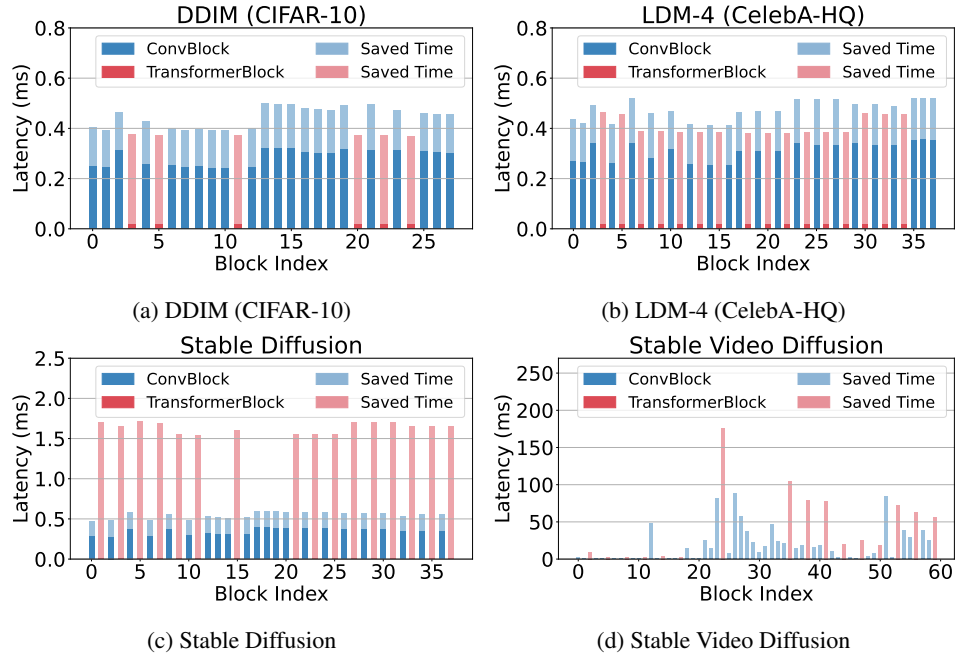 DDIM (CIFAR-10)
0.8
0.6
0.4
0.2
0.0
Latency (ms)
ConvBlock
TransformerBlock
Saved Time
Saved Time
0 5 10 15 20 25
Block Index
(a) DDIM (CIFAR-10)
LDM-4 (CelebA-HQ)
0.8
0.6
0.4
0.2
0.0
Latency (ms)
ConvBlock
TransformerBlock
Saved Time
Saved Time
0 5 10 15 20 25 30 35
Block Index
(b) LDM-4 (CelebA-HQ)
Stable Diffusion
2.5
2.0
1.5
1.0
0.5
0.0
Latency (ms)
ConvBlock
TransformerBlock
Saved Time
Saved Time
0 5 10 15 20 25 30 35
Block Index
(c) Stable Diffusion
Stable Video Diffusion
250
200
150
100
50
0
Latency (ms)
ConvBlock
TransformerBlock
Saved Time
Saved Time
0 10 20 30 40 50 60
Block Index
(d) Stable Video Diffusion